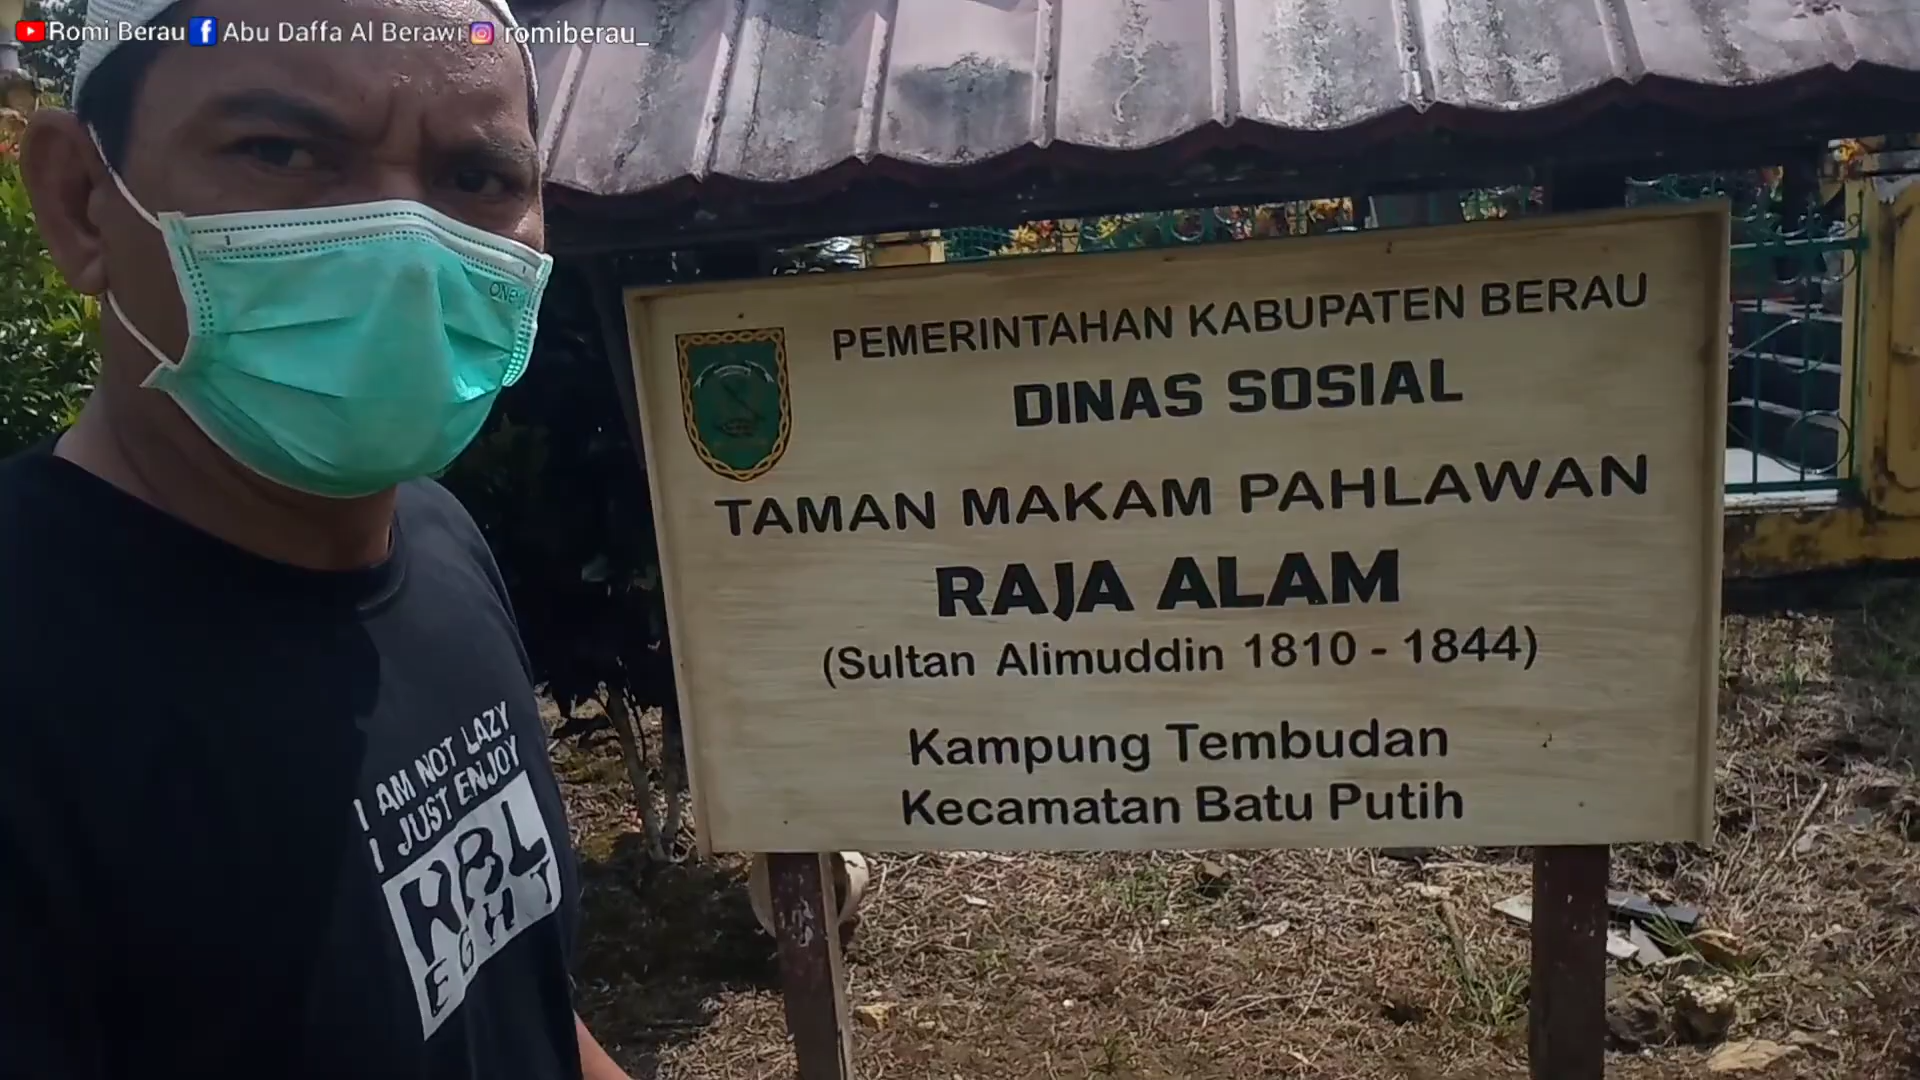 Romi Berau Abu Daffa Al Berawi romiberau_
PEMERINTAHAN KABUPATEN BERAU
DINAS SOSIAL
TAMAN MAKAM PAHLAWAN
RAJA ALAM
(Sultan Alimuddin 1810 - 1844)
Kampung Tembudan
Kecamatan Batu Putih
I AM NOT LAZY
I JUST ENJOY